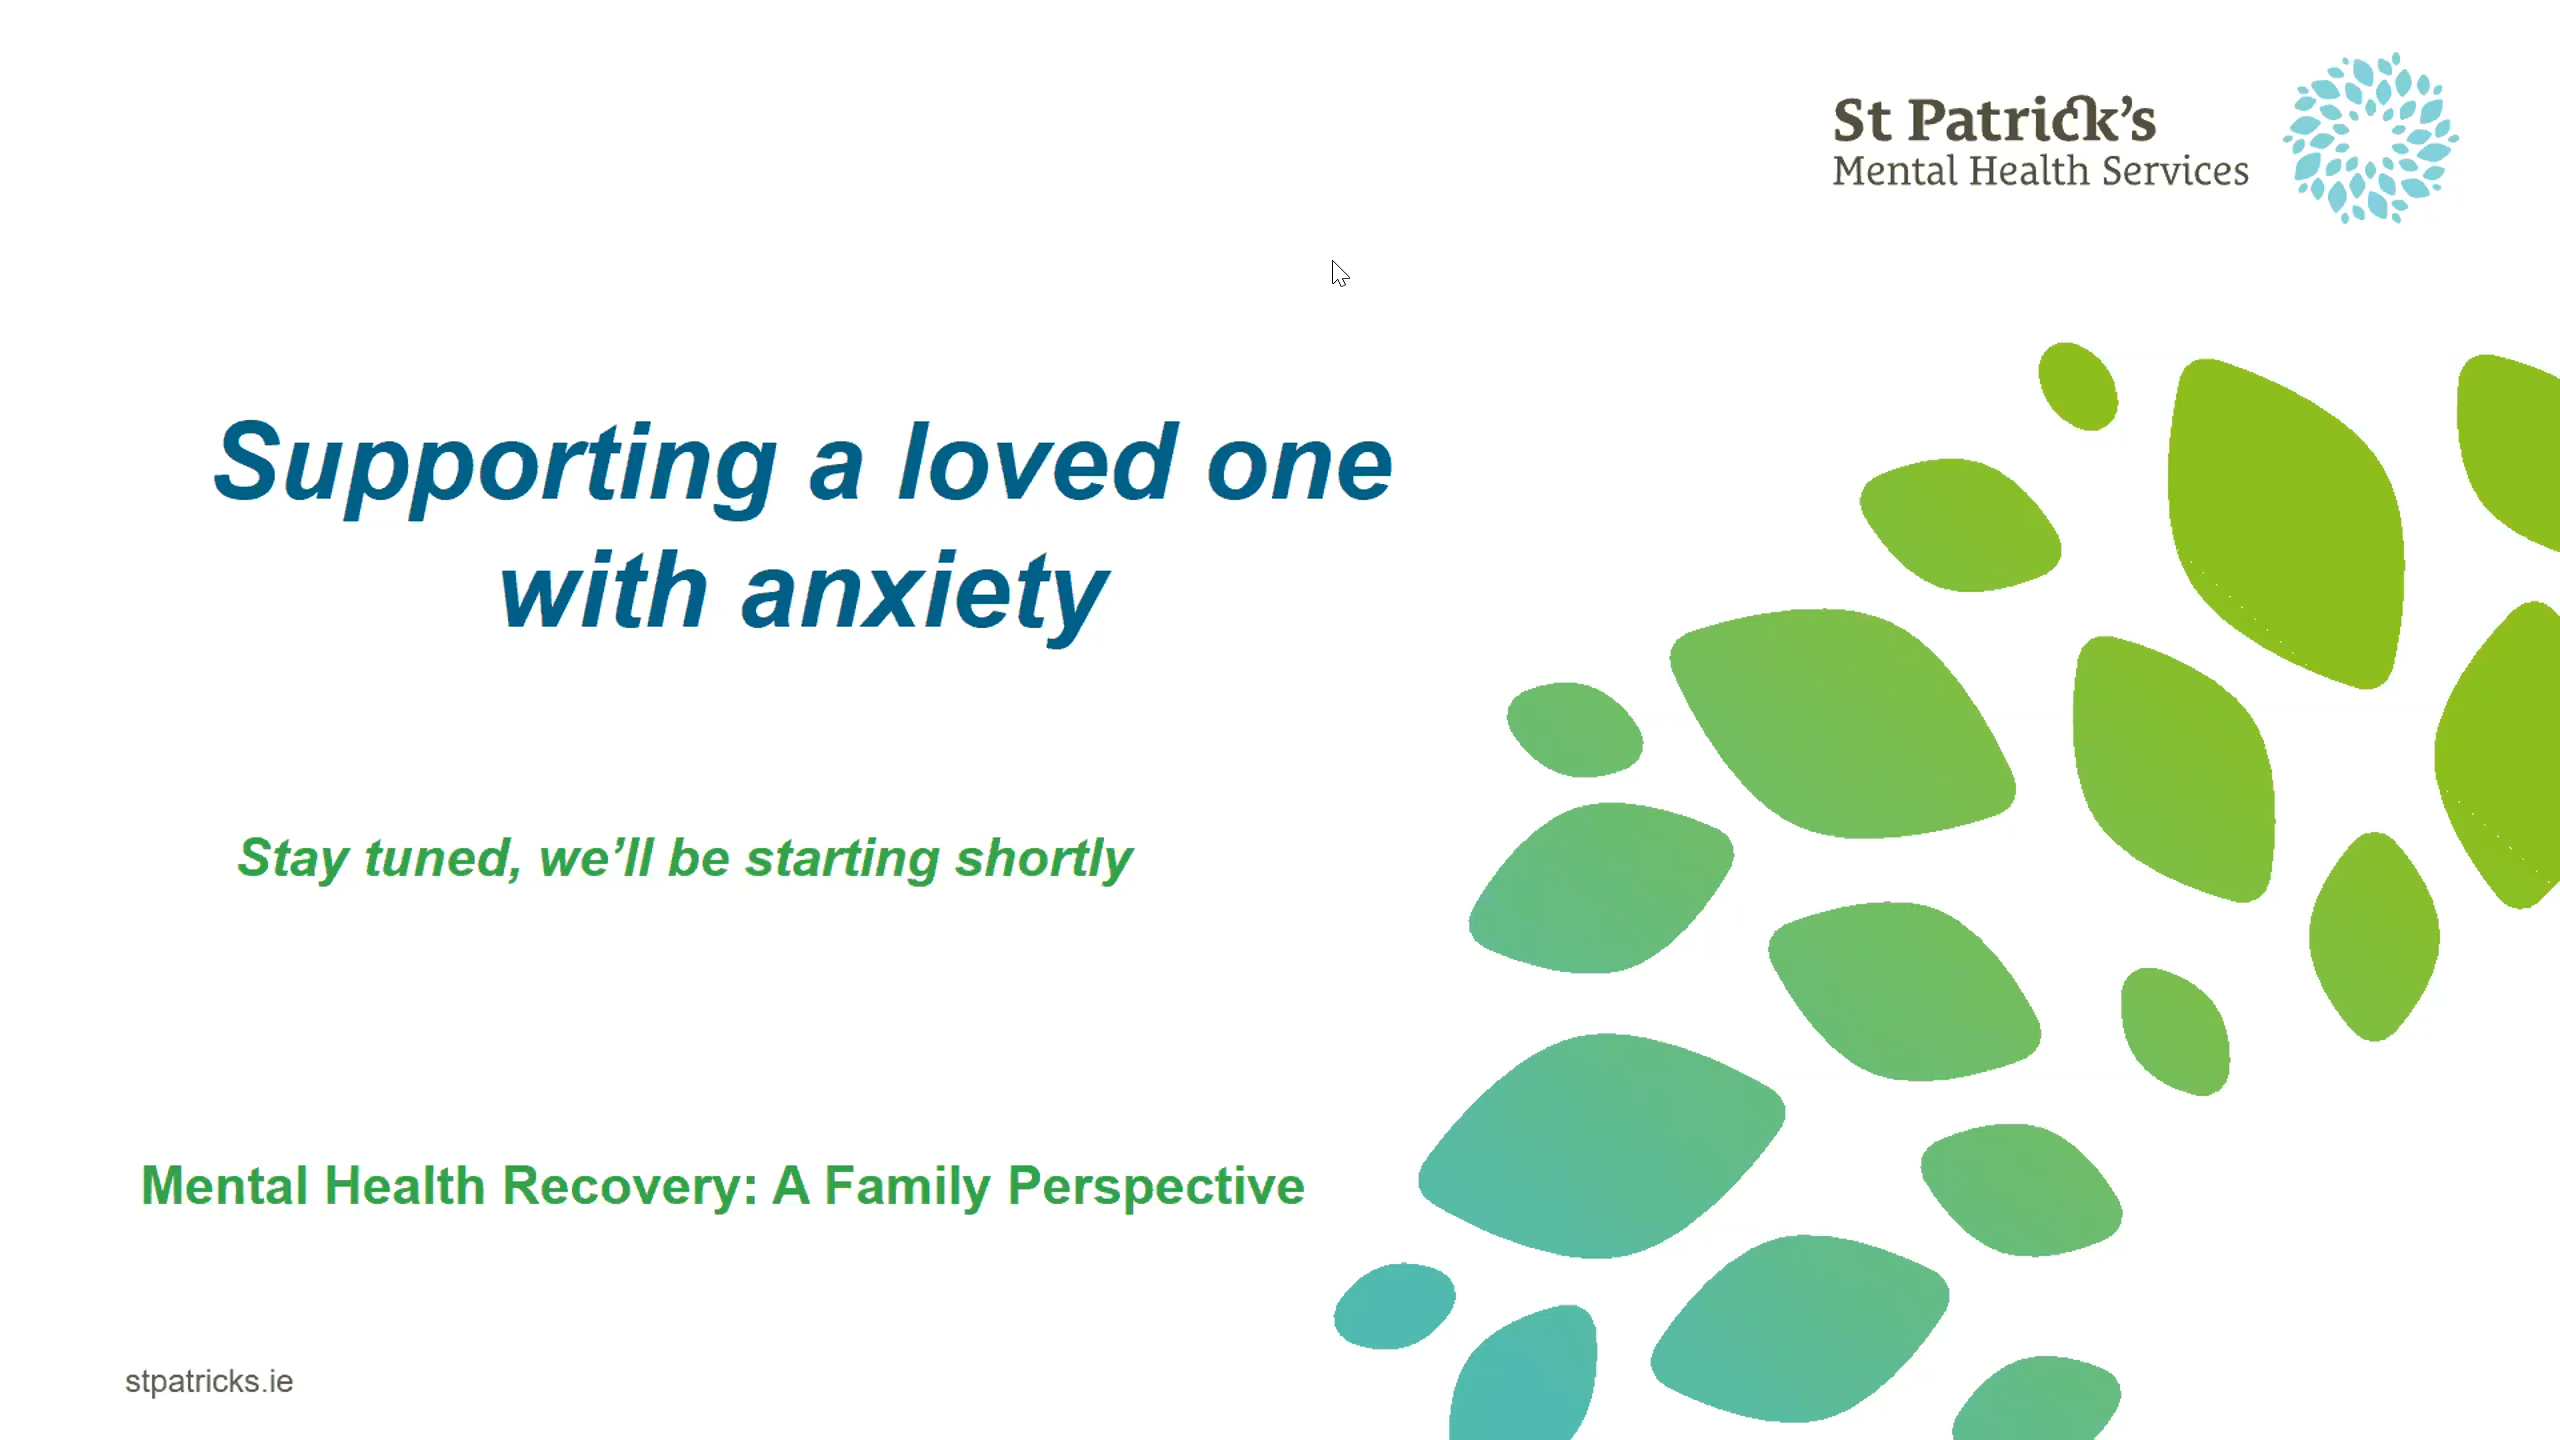 St Patrick’s
Mental Health Services
Supporting a loved one
with anxiety
Stay tuned, we’ll be starting shortly
Mental Health Recovery: A Family Perspective
stpatricks.ie